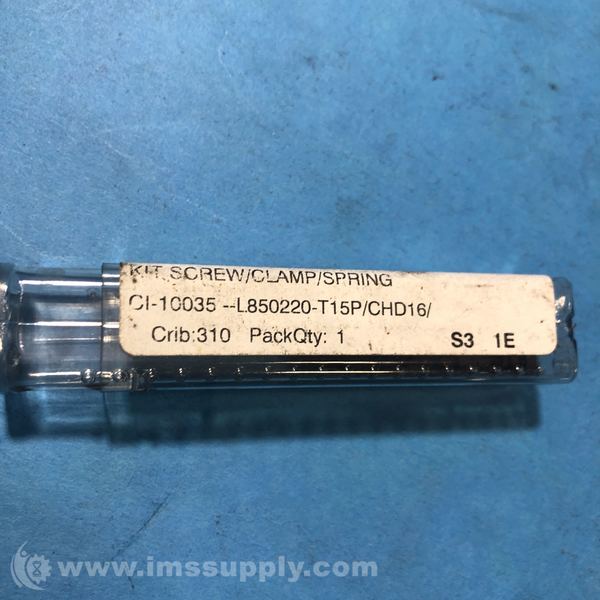 KIT, SCREW/CLAMP/SPRING
CI-10035 --L850220-T15P/CHD16/
Crib:310 PackQty: 1 S3 1E
www.imssupply.com